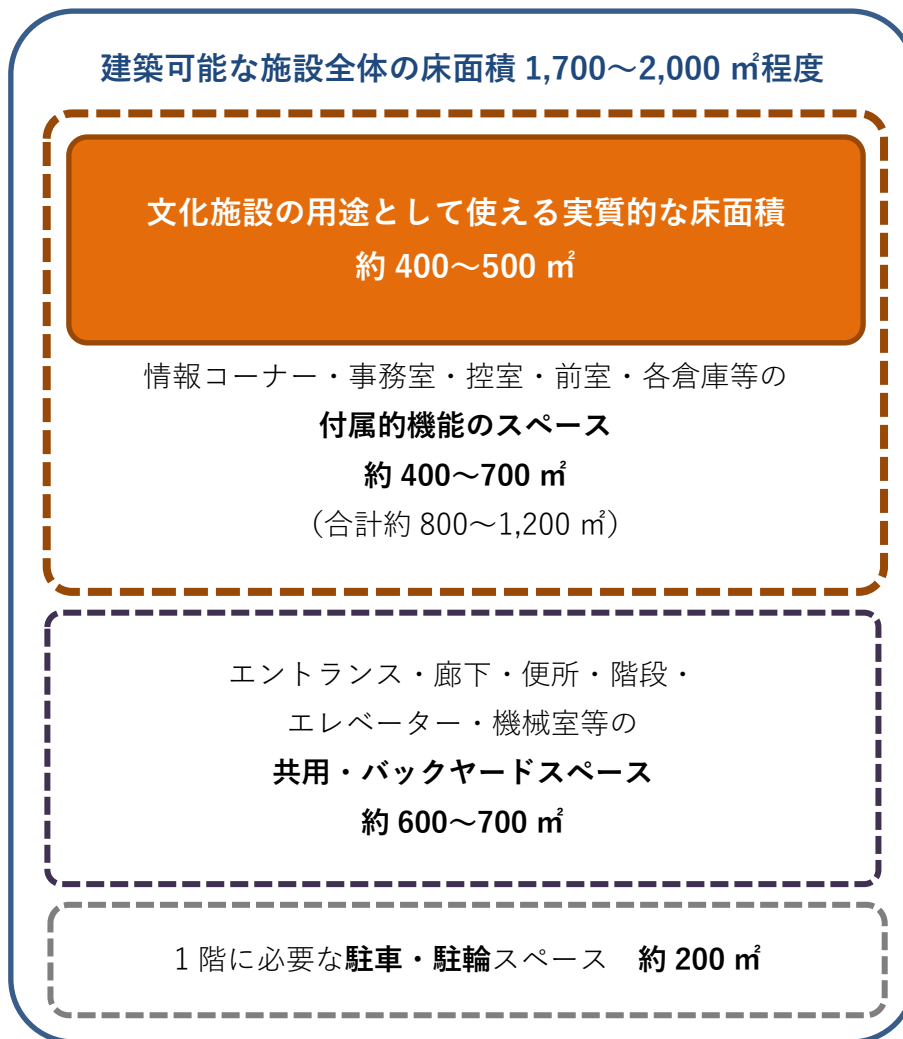 建築可能な施設全体の床面積 1,700～2,000 ㎡程度
文化施設の用途として使える実質的な床面積
約 400～500 ㎡
情報コーナー・事務室・控室・前室・各倉庫等の
付属的機能のスペース
約 400～700 ㎡
（合計約 800～1,200 ㎡）
エントランス・廊下・便所・階段・
エレベーター・機械室等の
共用・バックヤードスペース
約 600～700 ㎡
1 階に必要な駐車・駐輪スペース　約 200 ㎡